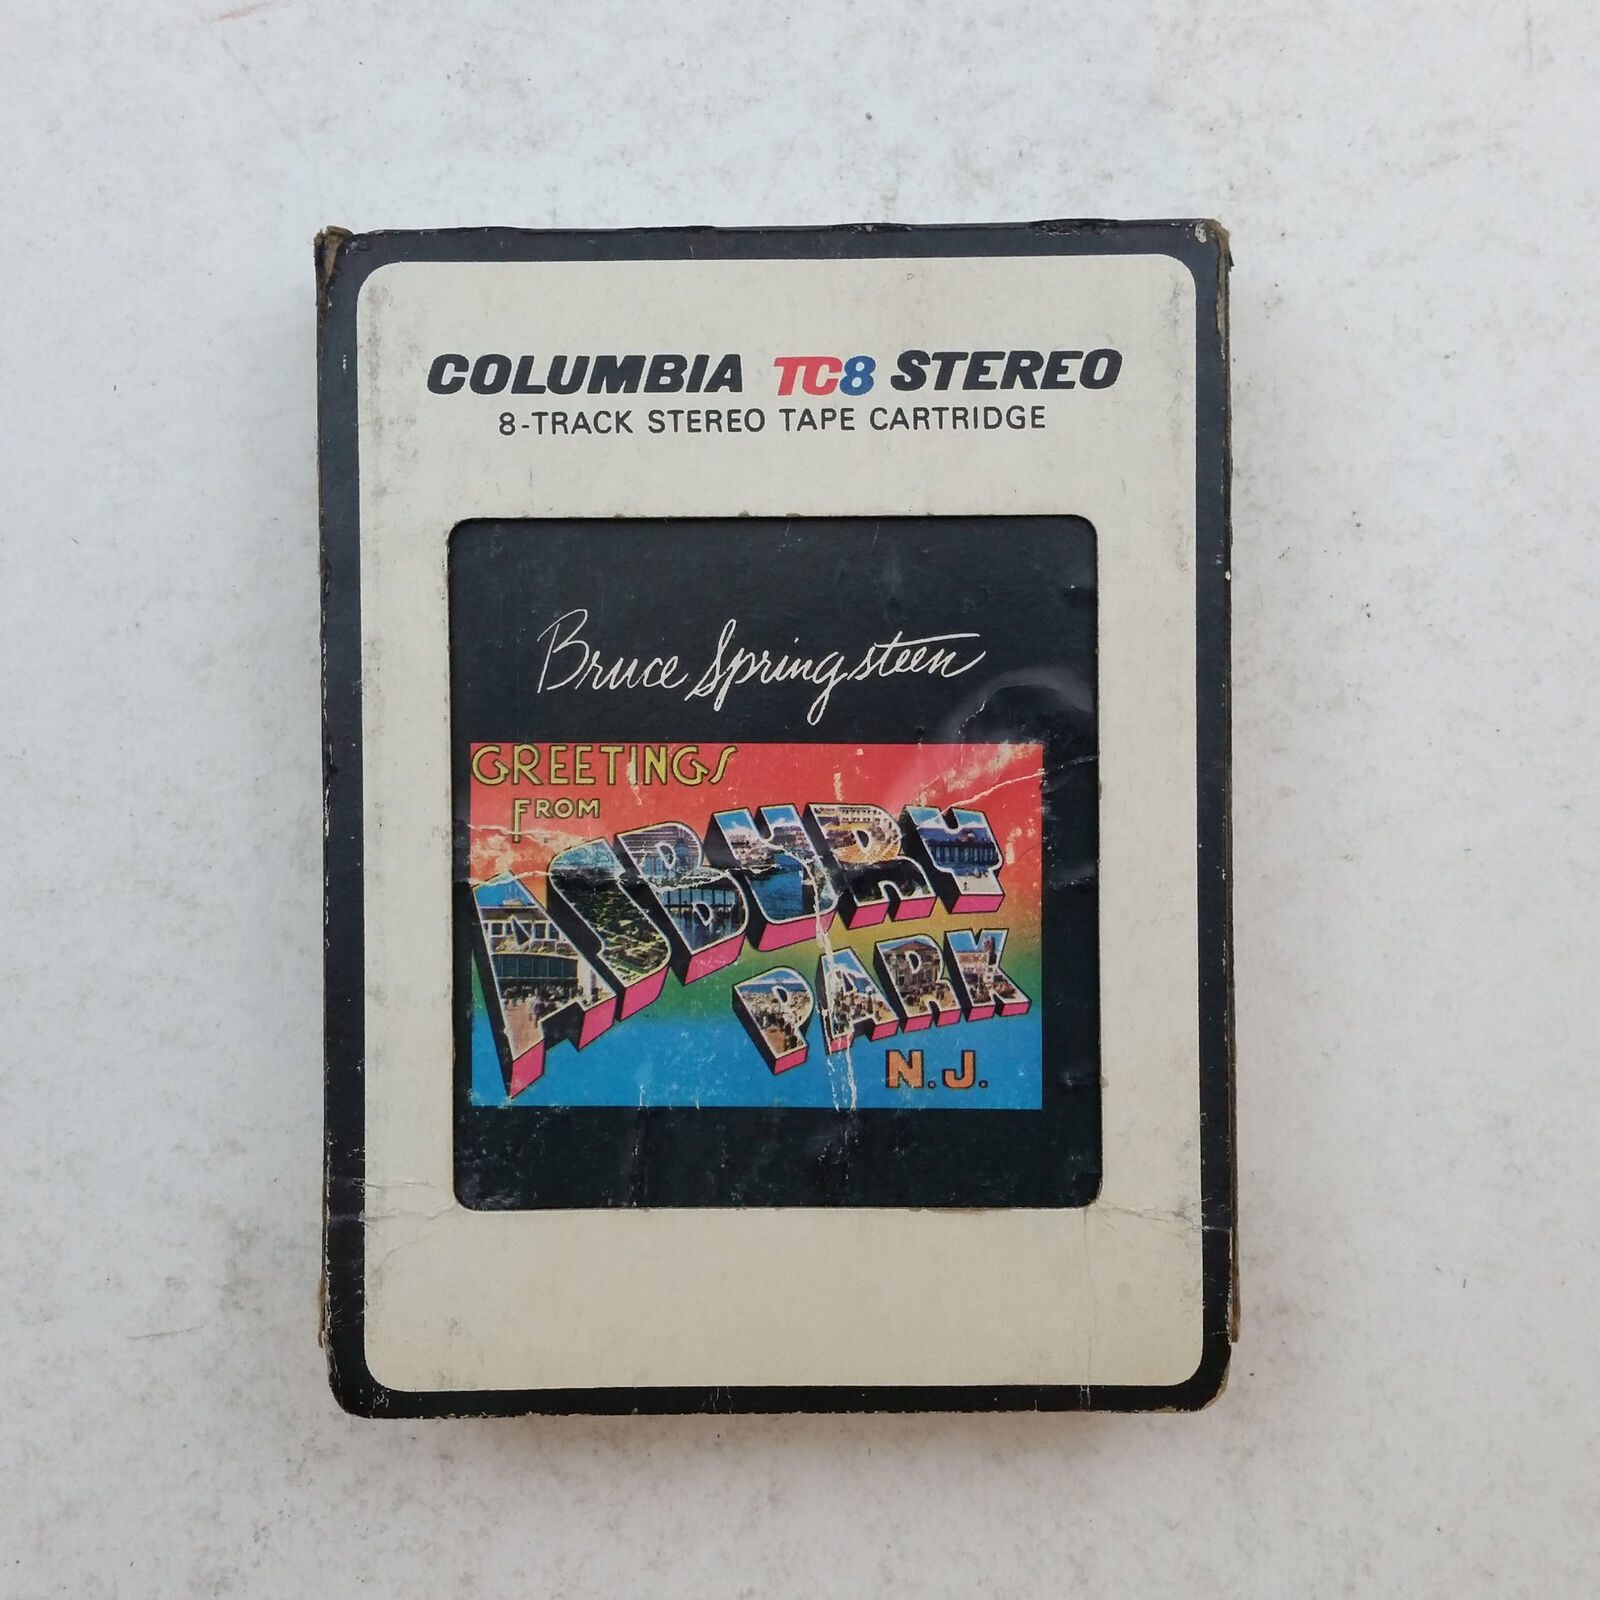 COLUMBIA TC8 STEREO
8-TRACK STEREO TAPE CARTRIDGE
Bruce Springsteen
GREETINGS
FROM
ASBURY
PARK
N.J.